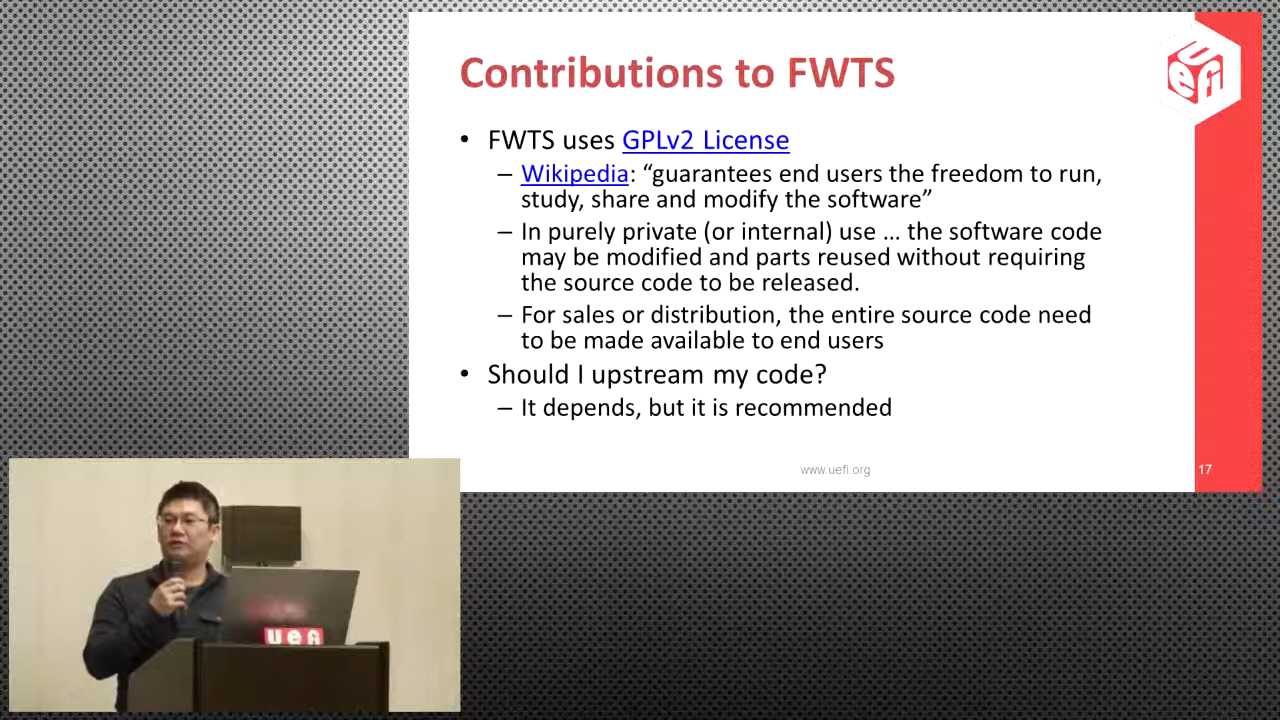 Contributions to FWTS
uefi
• FWTS uses GPLv2 License
– Wikipedia: “guarantees end users the freedom to run,
study, share and modify the software”
– In purely private (or internal) use … the software code
may be modified and parts reused without requiring
the source code to be released.
– For sales or distribution, the entire source code need
to be made available to end users
• Should I upstream my code?
– It depends, but it is recommended
www.uefi.org
17
uefi